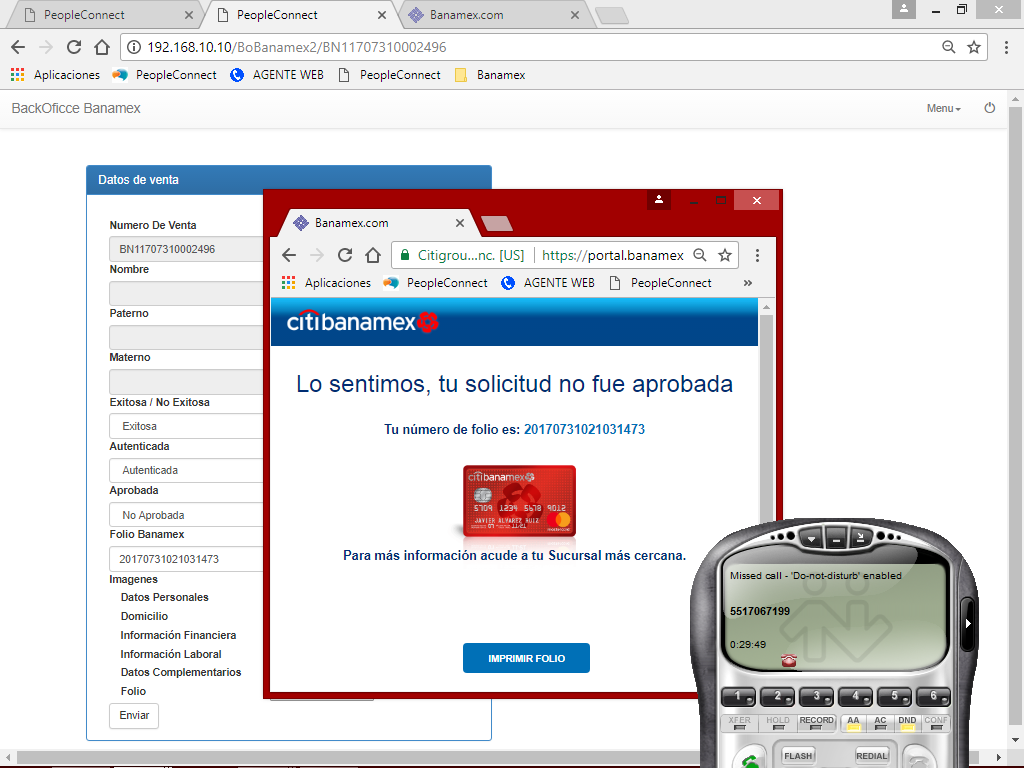 PeopleConnect
PeopleConnect
Banamex.com
192.168.10.10/BoBanamex2/BN11707310002496
Aplicaciones PeopleConnect AGENTE WEB PeopleConnect Banamex
BackOficce Banamex
Menu
Datos de venta
Numero De Venta
BN11707310002496
Nombre
Paterno
Materno
Exitosa / No Exitosa
Exitosa
Autenticada
Autenticada
Aprobada
No Aprobada
Folio Banamex
20170731021031473
Imagenes
Datos Personales
Domicilio
Información Financiera
Información Laboral
Datos Complementarios
Folio
Enviar
Banamex.com
Citigrou...nc. [US] https://portal.banamex
Aplicaciones PeopleConnect AGENTE WEB PeopleConnect »
citibanamex
Lo sentimos, tu solicitud no fue aprobada
Tu número de folio es: 20170731021031473
citibanamex
5709 1234 5678 9012
JAVIER ALVAREZ RUIZ
11/21
mastercard
Para más información acude a tu Sucursal más cercana.
IMPRIMIR FOLIO
Missed call - 'Do-not-disturb' enabled
5517067199
0:29:49
1 2 3 4 5 6
XFER HOLD RECORD AA AC DND CONF
FLASH REDIAL